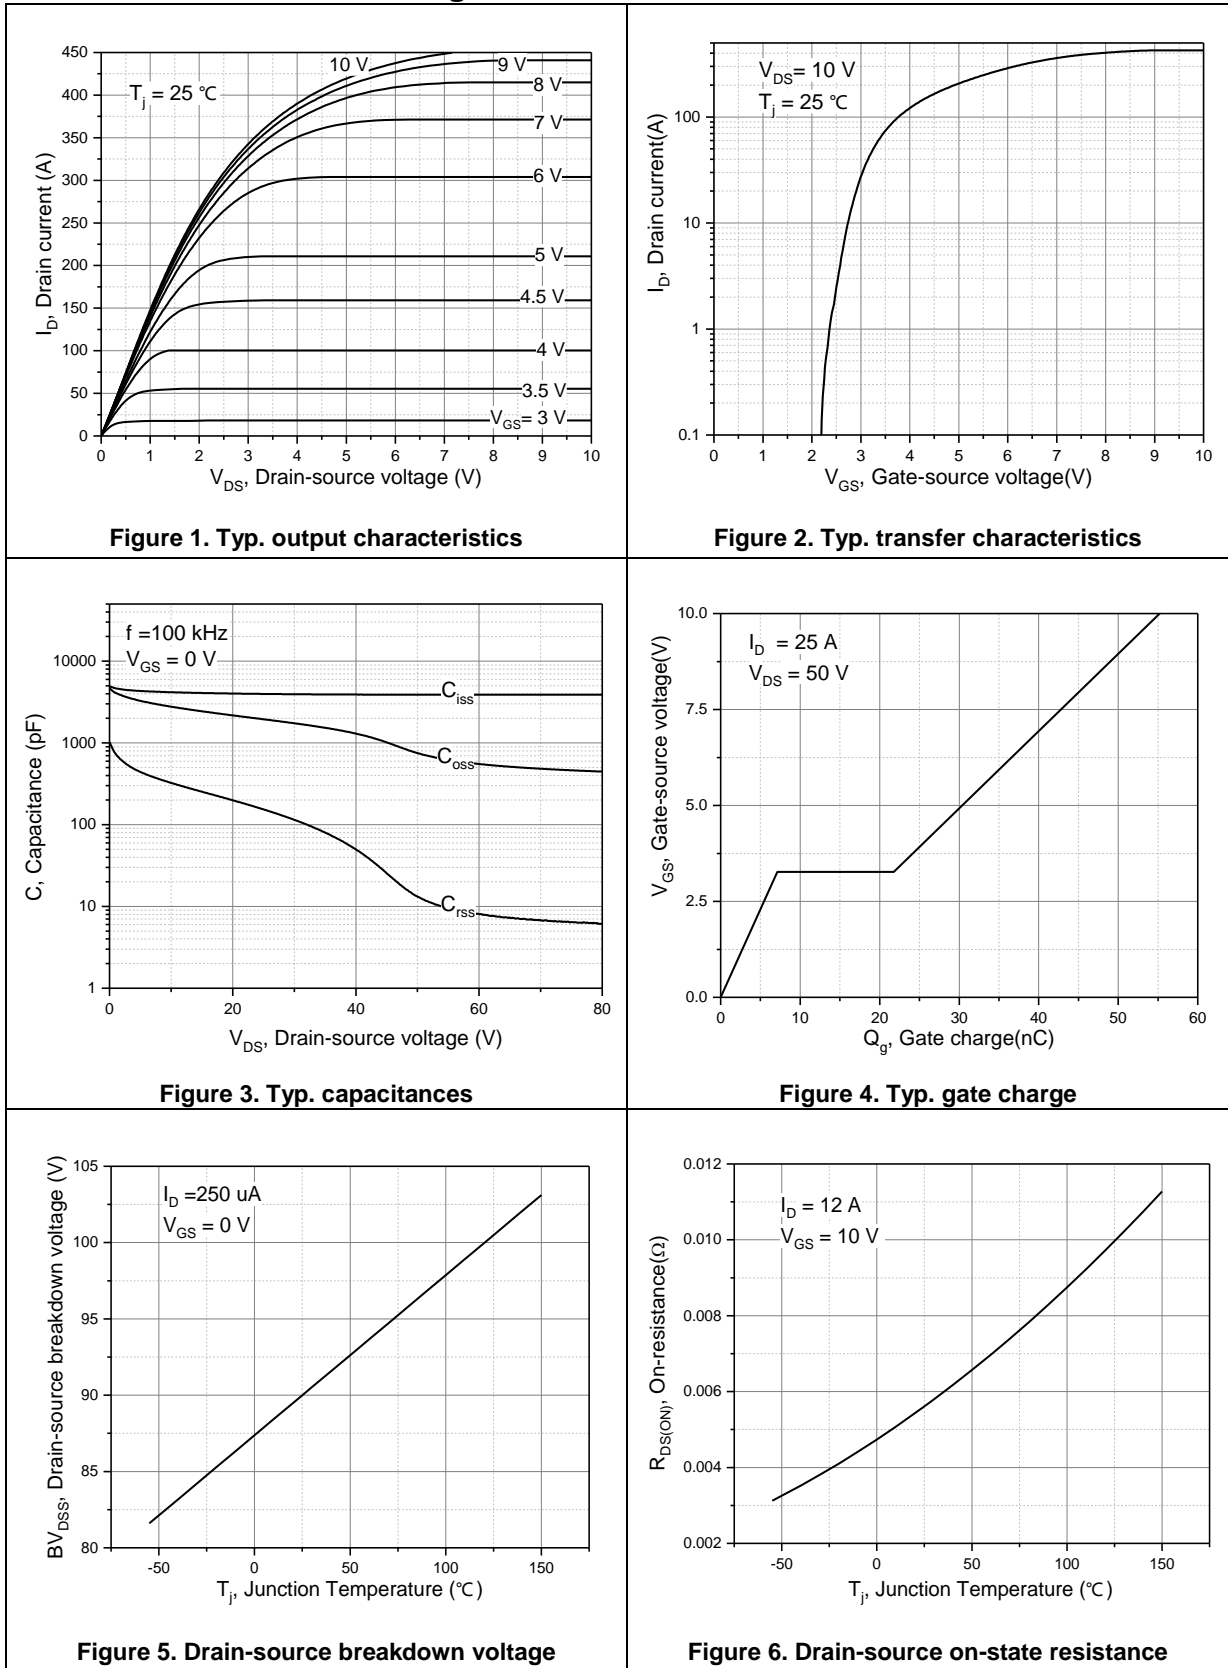 450
400
350
300
250
200
150
100
50
0
I_D, Drain current (A)
T_j = 25 ℃
10 V
9 V
8 V
7 V
6 V
5 V
4.5 V
4 V
3.5 V
V_GS= 3 V
0 1 2 3 4 5 6 7 8 9 10
V_DS, Drain-source voltage (V)
Figure 1. Typ. output characteristics
100
10
1
0.1
I_D, Drain current(A)
V_DS= 10 V
T_j = 25 ℃
0 1 2 3 4 5 6 7 8 9 10
V_GS, Gate-source voltage(V)
Figure 2. Typ. transfer characteristics
10000
1000
100
10
1
C, Capacitance (pF)
f =100 kHz
V_GS = 0 V
C_iss
C_oss
C_rss
0 20 40 60 80
V_DS, Drain-source voltage (V)
Figure 3. Typ. capacitances
10.0
7.5
5.0
2.5
0.0
V_GS, Gate-source voltage(V)
I_D = 25 A
V_DS = 50 V
0 10 20 30 40 50 60
Q_g, Gate charge(nC)
Figure 4. Typ. gate charge
105
100
95
90
85
80
BV_DSS, Drain-source breakdown voltage (V)
I_D =250 uA
V_GS = 0 V
-50 0 50 100 150
T_j, Junction Temperature (℃)
Figure 5. Drain-source breakdown voltage
0.012
0.010
0.008
0.006
0.004
0.002
R_DS(ON), On-resistance(Ω)
I_D = 12 A
V_GS = 10 V
-50 0 50 100 150
T_j, Junction Temperature (℃)
Figure 6. Drain-source on-state resistance